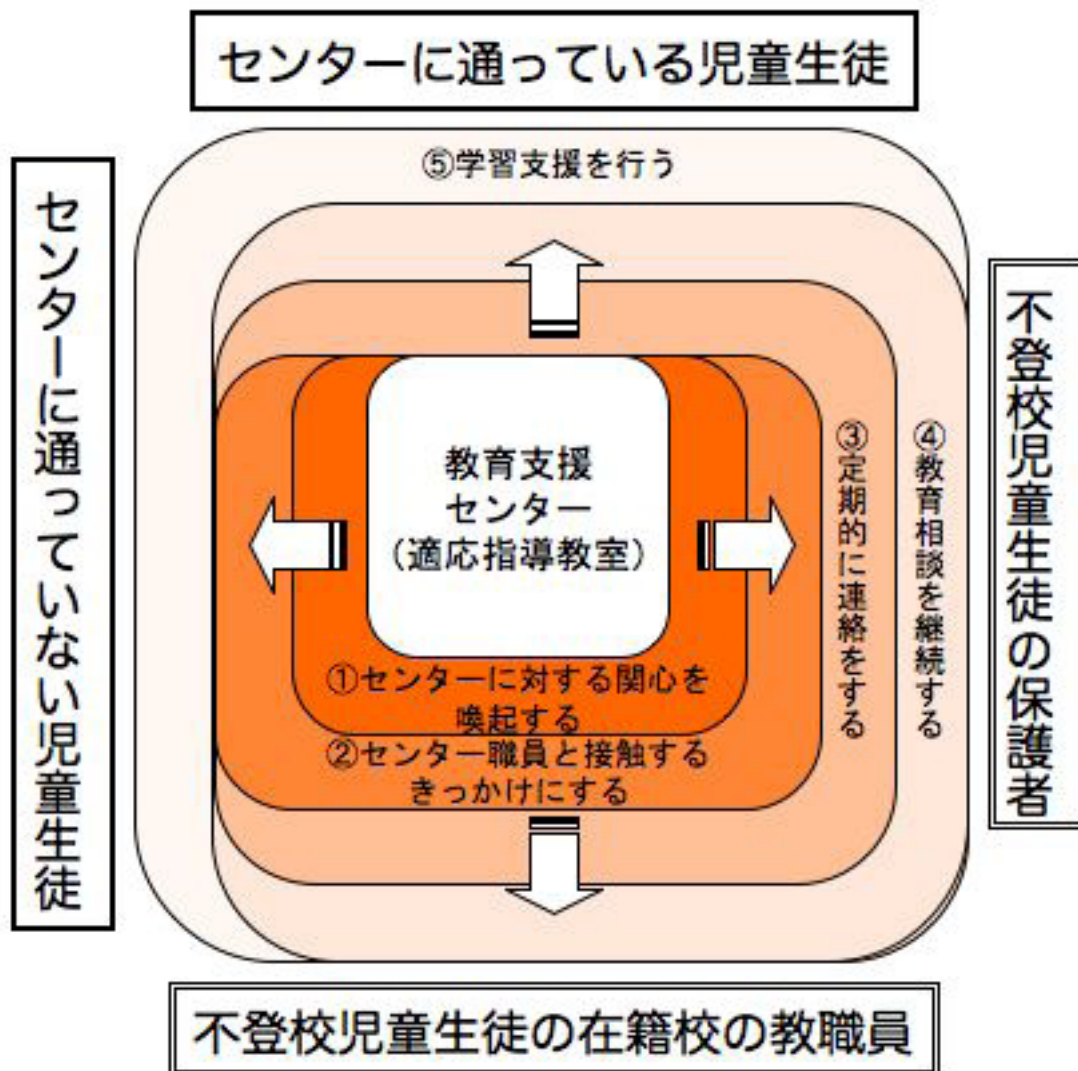 センターに通っている児童生徒
⑤学習支援を行う
センターに通っていない児童生徒
教育支援
センター
(適応指導教室)
①センターに対する関心を
喚起する
②センター職員と接触する
きっかけにする
③定期的に連絡をする
④教育相談を継続する
不登校児童生徒の保護者
不登校児童生徒の在籍校の教職員